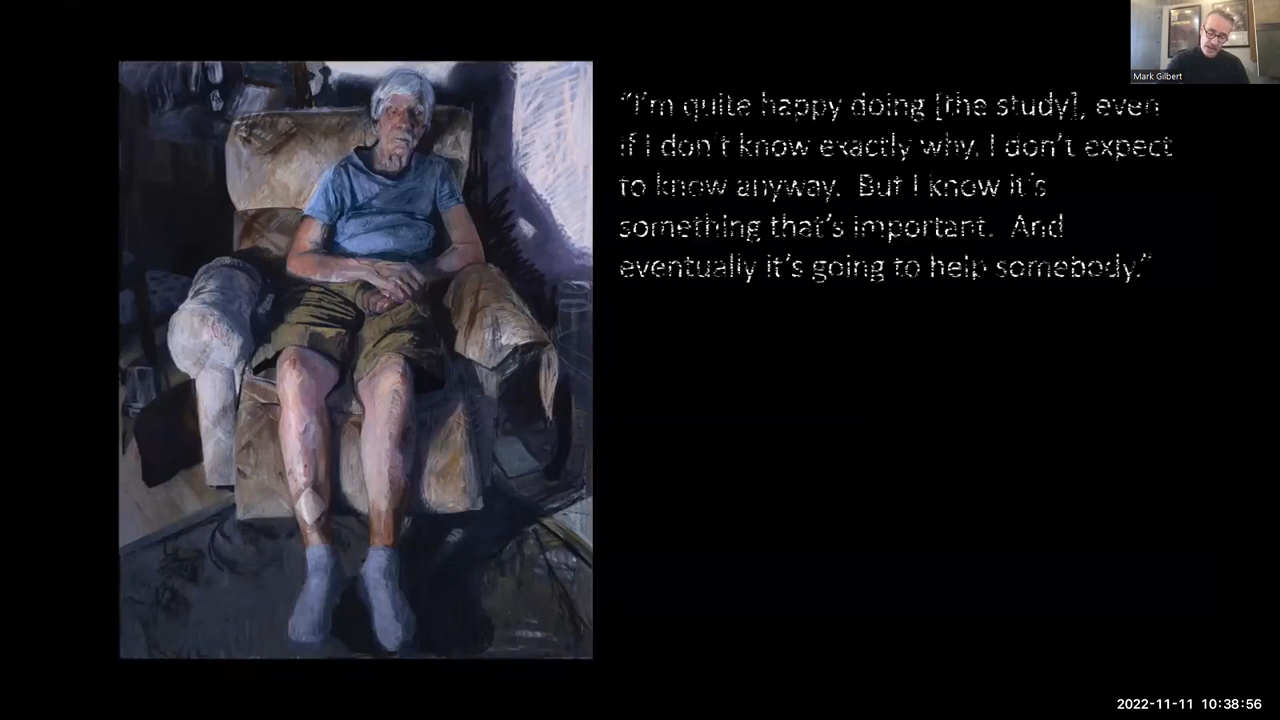 Mark Gilbert
“I’m quite happy doing [the study], even
if I don’t know exactly why, I don’t expect
to know anyway.  But I know it’s
something that’s important.  And
eventually it’s going to help somebody.”
2022-11-11 10:38:56